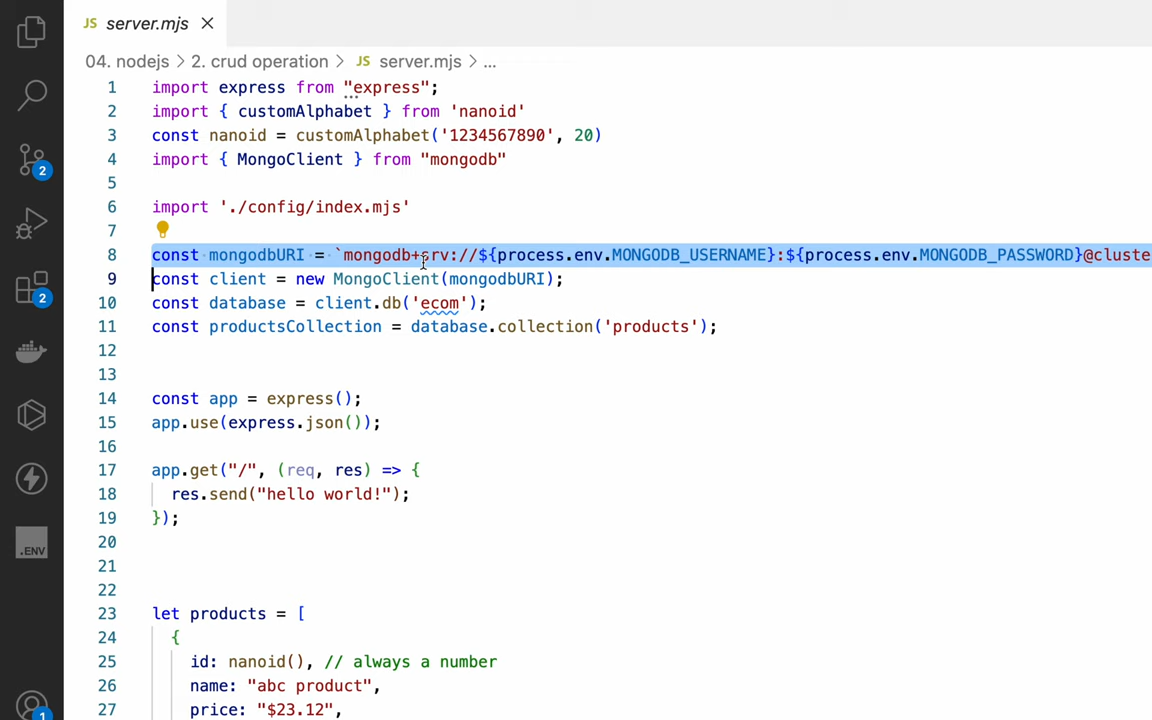 JS server.mjs
04. nodejs > 2. crud operation > JS server.mjs > ...
1 import express from "express";
2 import { customAlphabet } from 'nanoid'
3 const nanoid = customAlphabet('1234567890', 20)
4 import { MongoClient } from "mongodb"
5
6 import './config/index.mjs'
7
8 const mongodbURI = `mongodb+srv://${process.env.MONGODB_USERNAME}:${process.env.MONGODB_PASSWORD}@cluste
9 const client = new MongoClient(mongodbURI);
10 const database = client.db('ecom');
11 const productsCollection = database.collection('products');
12
13
14 const app = express();
15 app.use(express.json());
16
17 app.get("/", (req, res) => {
18 res.send("hello world!");
19 });
20
21
22
23 let products = [
24 {
25 id: nanoid(), // always a number
26 name: "abc product",
27 price: "$23.12",
2
2
.ENV
1